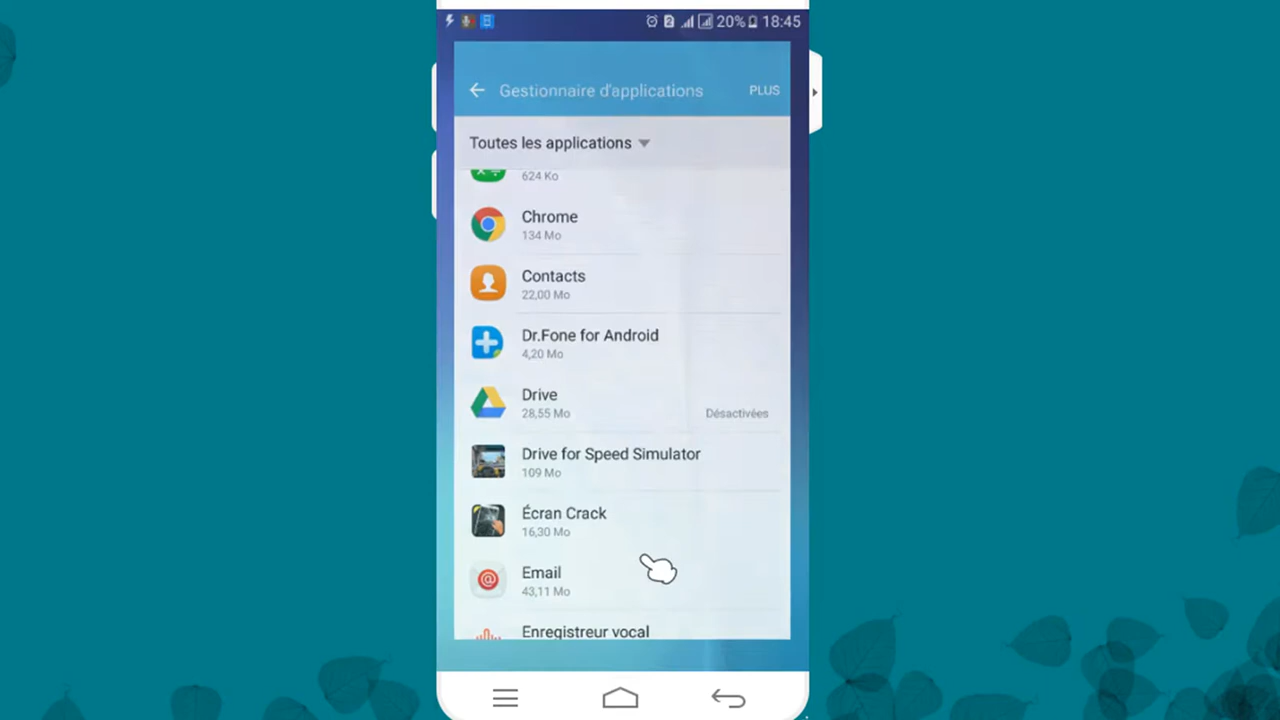 20% 18:45
Gestionnaire d'applications PLUS
Toutes les applications
624 Ko
Chrome
134 Mo
Contacts
22,00 Mo
Dr.Fone for Android
4,20 Mo
Drive
28,55 Mo Désactivées
Drive for Speed Simulator
109 Mo
Écran Crack
16,30 Mo
Email
43,11 Mo
Enregistreur vocal